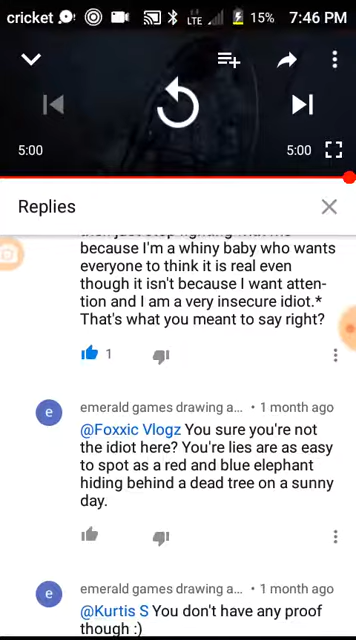 cricket LTE 15% 7:46 PM
5:00 5:00
Replies
because I'm a whiny baby who wants
everyone to think it is real even
though it isn't because I want atten-
tion and I am a very insecure idiot.*
That's what you meant to say right?
1
e emerald games drawing a... • 1 month ago
@Foxxic Vlogz You sure you're not
the idiot here? You're lies are as easy
to spot as a red and blue elephant
hiding behind a dead tree on a sunny
day.
e emerald games drawing a... • 1 month ago
@Kurtis S You don't have any proof
though :)